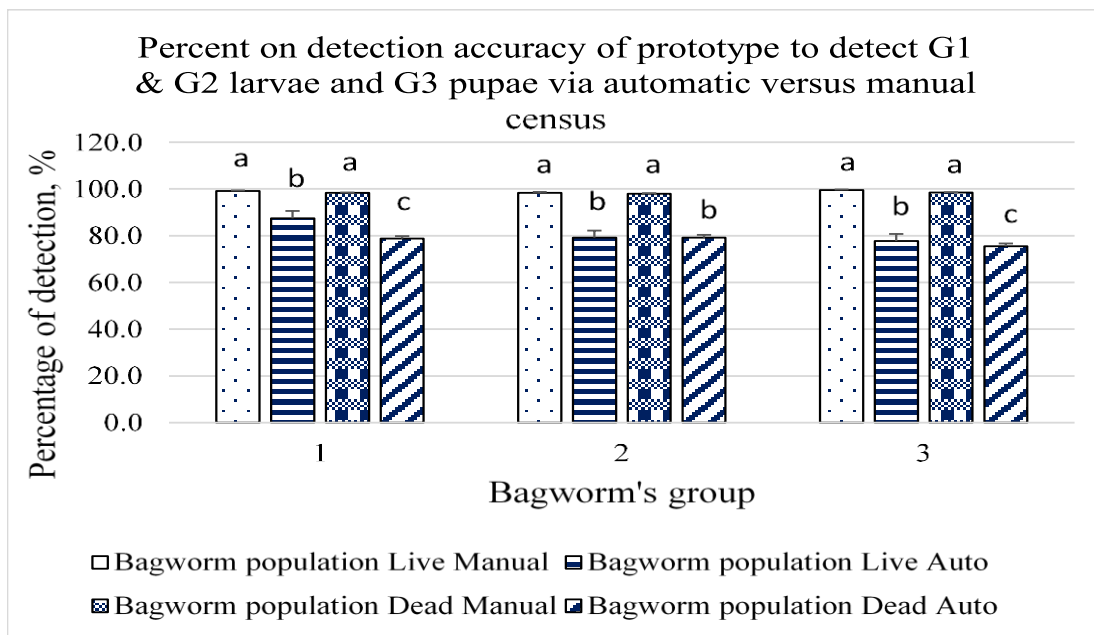 Percent on detection accuracy of prototype to detect G1
& G2 larvae and G3 pupae via automatic versus manual
census
Percentage of detection, %
120.0
100.0
80.0
60.0
40.0
20.0
0.0
a b a c
a b a b
a b a c
1 2 3
Bagworm's group
Bagworm population Live Manual Bagworm population Live Auto
Bagworm population Dead Manual Bagworm population Dead Auto